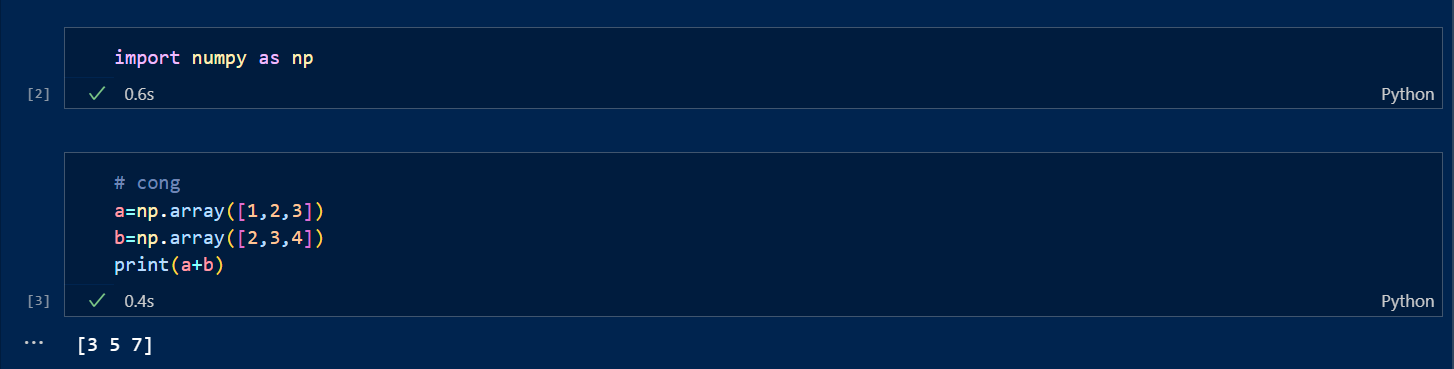 import numpy as np
[2] ✓ 0.6s Python
# cong
a=np.array([1,2,3])
b=np.array([2,3,4])
print(a+b)
[3] ✓ 0.4s Python
... [3 5 7]